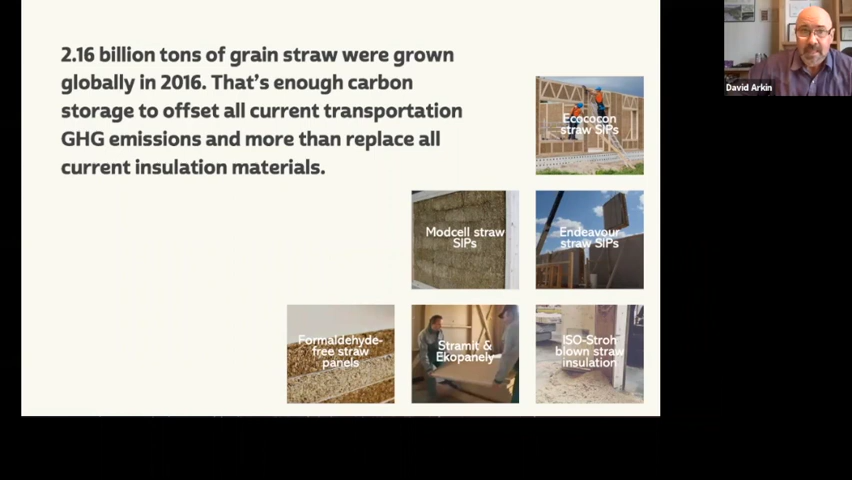 2.16 billion tons of grain straw were grown
globally in 2016. That's enough carbon
storage to offset all current transportation
GHG emissions and more than replace all
current insulation materials.
David Arkin
Ecococon
straw SIPs
Modcell straw
SIPs
Endeavour
straw SIPs
Formaldehyde-
free straw
panels
Stramit &
Ekopanely
ISO-Stroh
blown straw
insulation